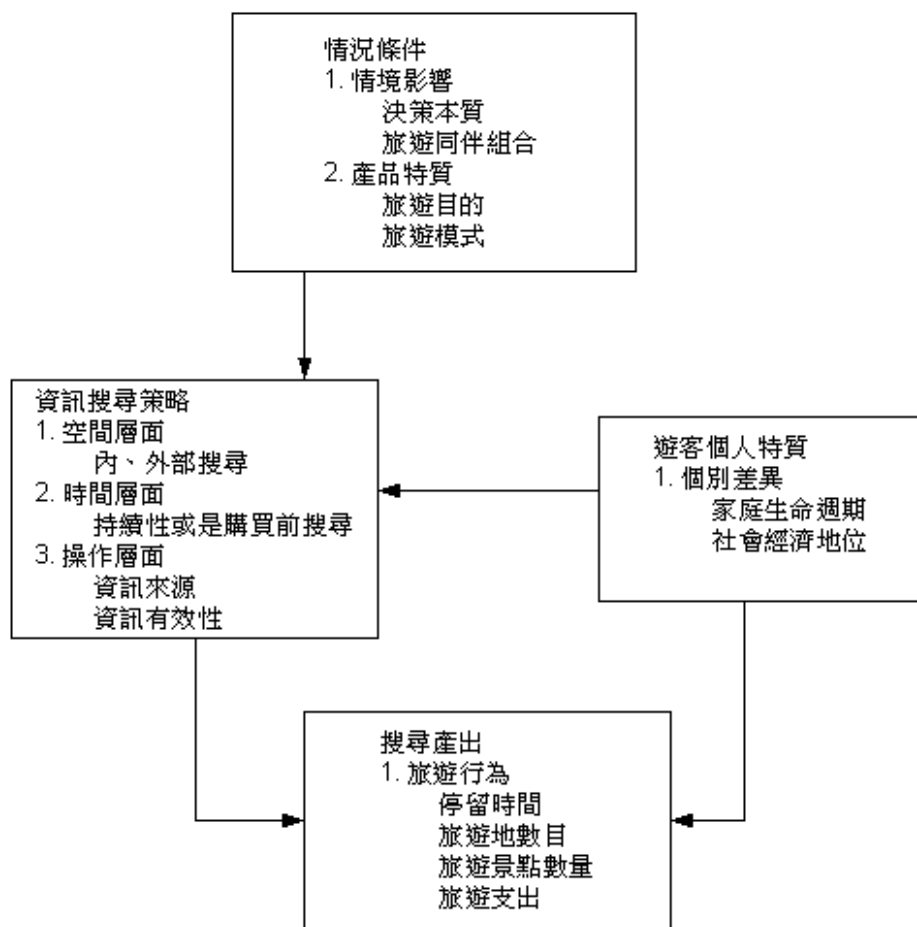 情況條件
1. 情境影響
決策本質
旅遊同伴組合
2. 產品特質
旅遊目的
旅遊模式
資訊搜尋策略
1. 空間層面
內、外部搜尋
2. 時間層面
持續性或是購買前搜尋
3. 操作層面
資訊來源
資訊有效性
遊客個人特質
1. 個別差異
家庭生命週期
社會經濟地位
搜尋產出
1. 旅遊行為
停留時間
旅遊地數目
旅遊景點數量
旅遊支出